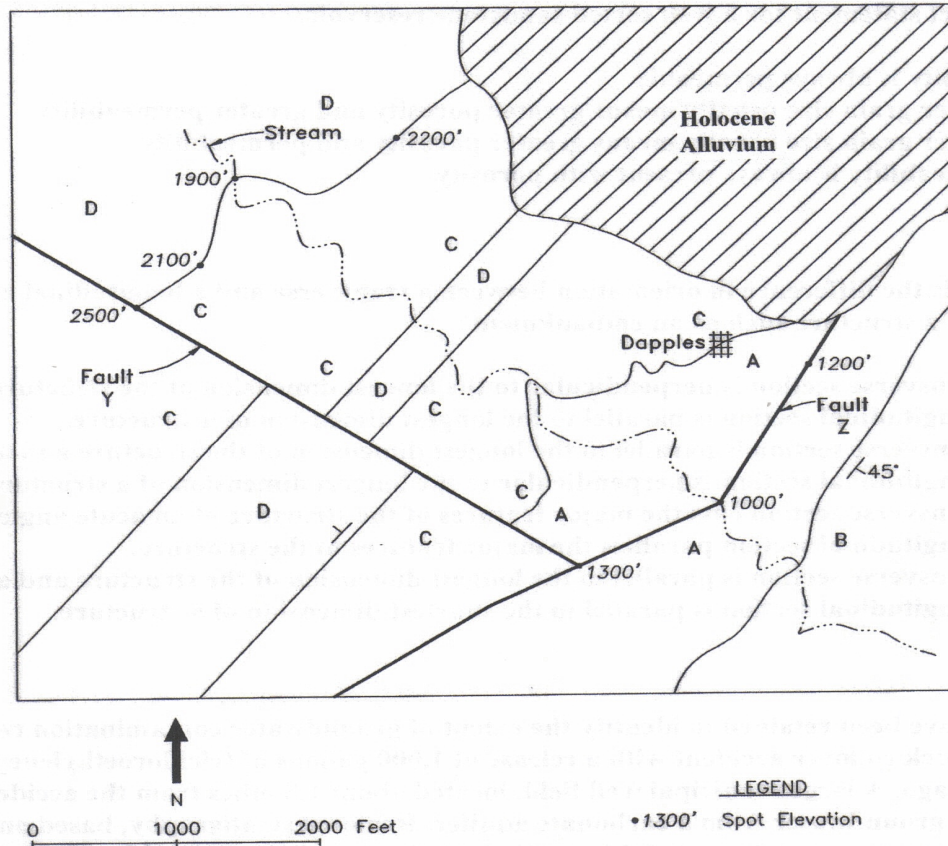 D
Stream
2200'
Holocene
Alluvium
1900'
D
C
D
2100'
C
2500'
C
Dapples
A
1200'
Fault
Y
C
D
C
Fault
Z
C
45°
1000'
D
C
A
A
B
1300'
N
0 1000 2000 Feet
LEGEND
•1300' Spot Elevation